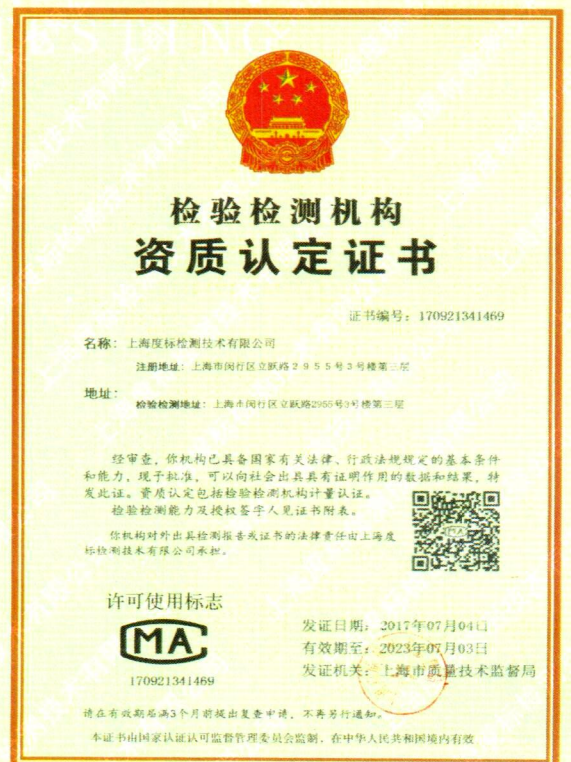 检验检测机构
资质认定证书
证书编号：170921341469
名称：上海度标检测技术有限公司
注册地址：上海市闵行区立跃路2955号3号楼第三层
地址：
检验检测地址：上海市闵行区立跃路2955号3号楼第三层
经审查，你机构已具备国家有关法律、行政法规规定的基本条件
和能力，现予批准，可以向社会出具具有证明作用的数据和结果，特
发此证。资质认定包括检验检测机构计量认证。
检验检测能力及授权签字人见证书附表。
你机构对外出具检测报告或证书的法律责任由上海度
标检测技术有限公司承担。
许可使用标志
MA
170921341469
发证日期：2017年07月04日
有效期至：2023年07月03日
发证机关：上海市质量技术监督局
请在有效期届满3个月前提出复查申请，不再另行通知。
本证书由国家认证认可监督管理委员会监制，在中华人民共和国境内有效